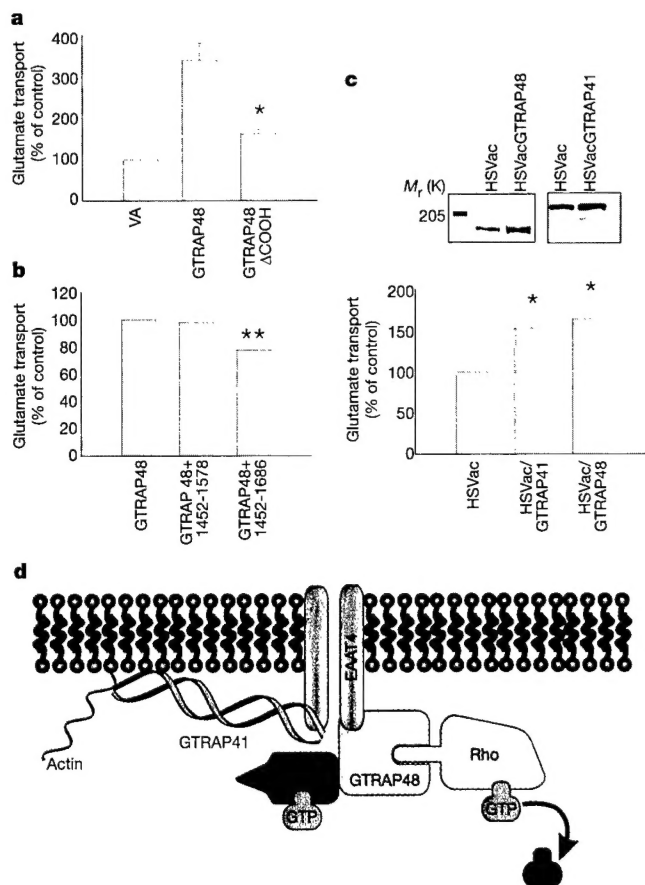 a
Glutamate transport
(% of control)
400
300
200
100
0
VA
GTRAP48
GTRAP48
ΔCOOH
*
b
Glutamate transport
(% of control)
120
100
80
60
40
20
0
GTRAP48
GTRAP 48+
1452-1578
GTRAP48+
1452-1686
**
c
HSVac
HSVacGTRAP48
HSVac
HSVacGTRAP41
Mr (K)
205
Glutamate transport
(% of control)
200
150
100
50
0
*
*
HSVac
HSVac/
GTRAP41
HSVac/
GTRAP48
d
EAAT4
GTRAP41
Actin
GTRAP48
Rho
GTP
GTP